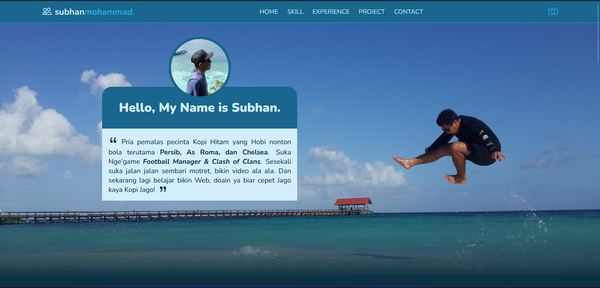 subhanmohammad.
HOME SKILL EXPERIENCE PROJECT CONTACT
Hello, My Name is Subhan.
❝ Pria pemalas pecinta Kopi Hitam yang Hobi nonton
bola terutama Persib, As Roma, dan Chelsea. Suka
Nge'game Football Manager & Clash of Clans. Sesekali
suka jalan jalan sembari motret, bikin video ala ala. Dan
sekarang lagi belajar bikin Web, doain ya biar cepet Jago
kaya Kopi Jago! ❞